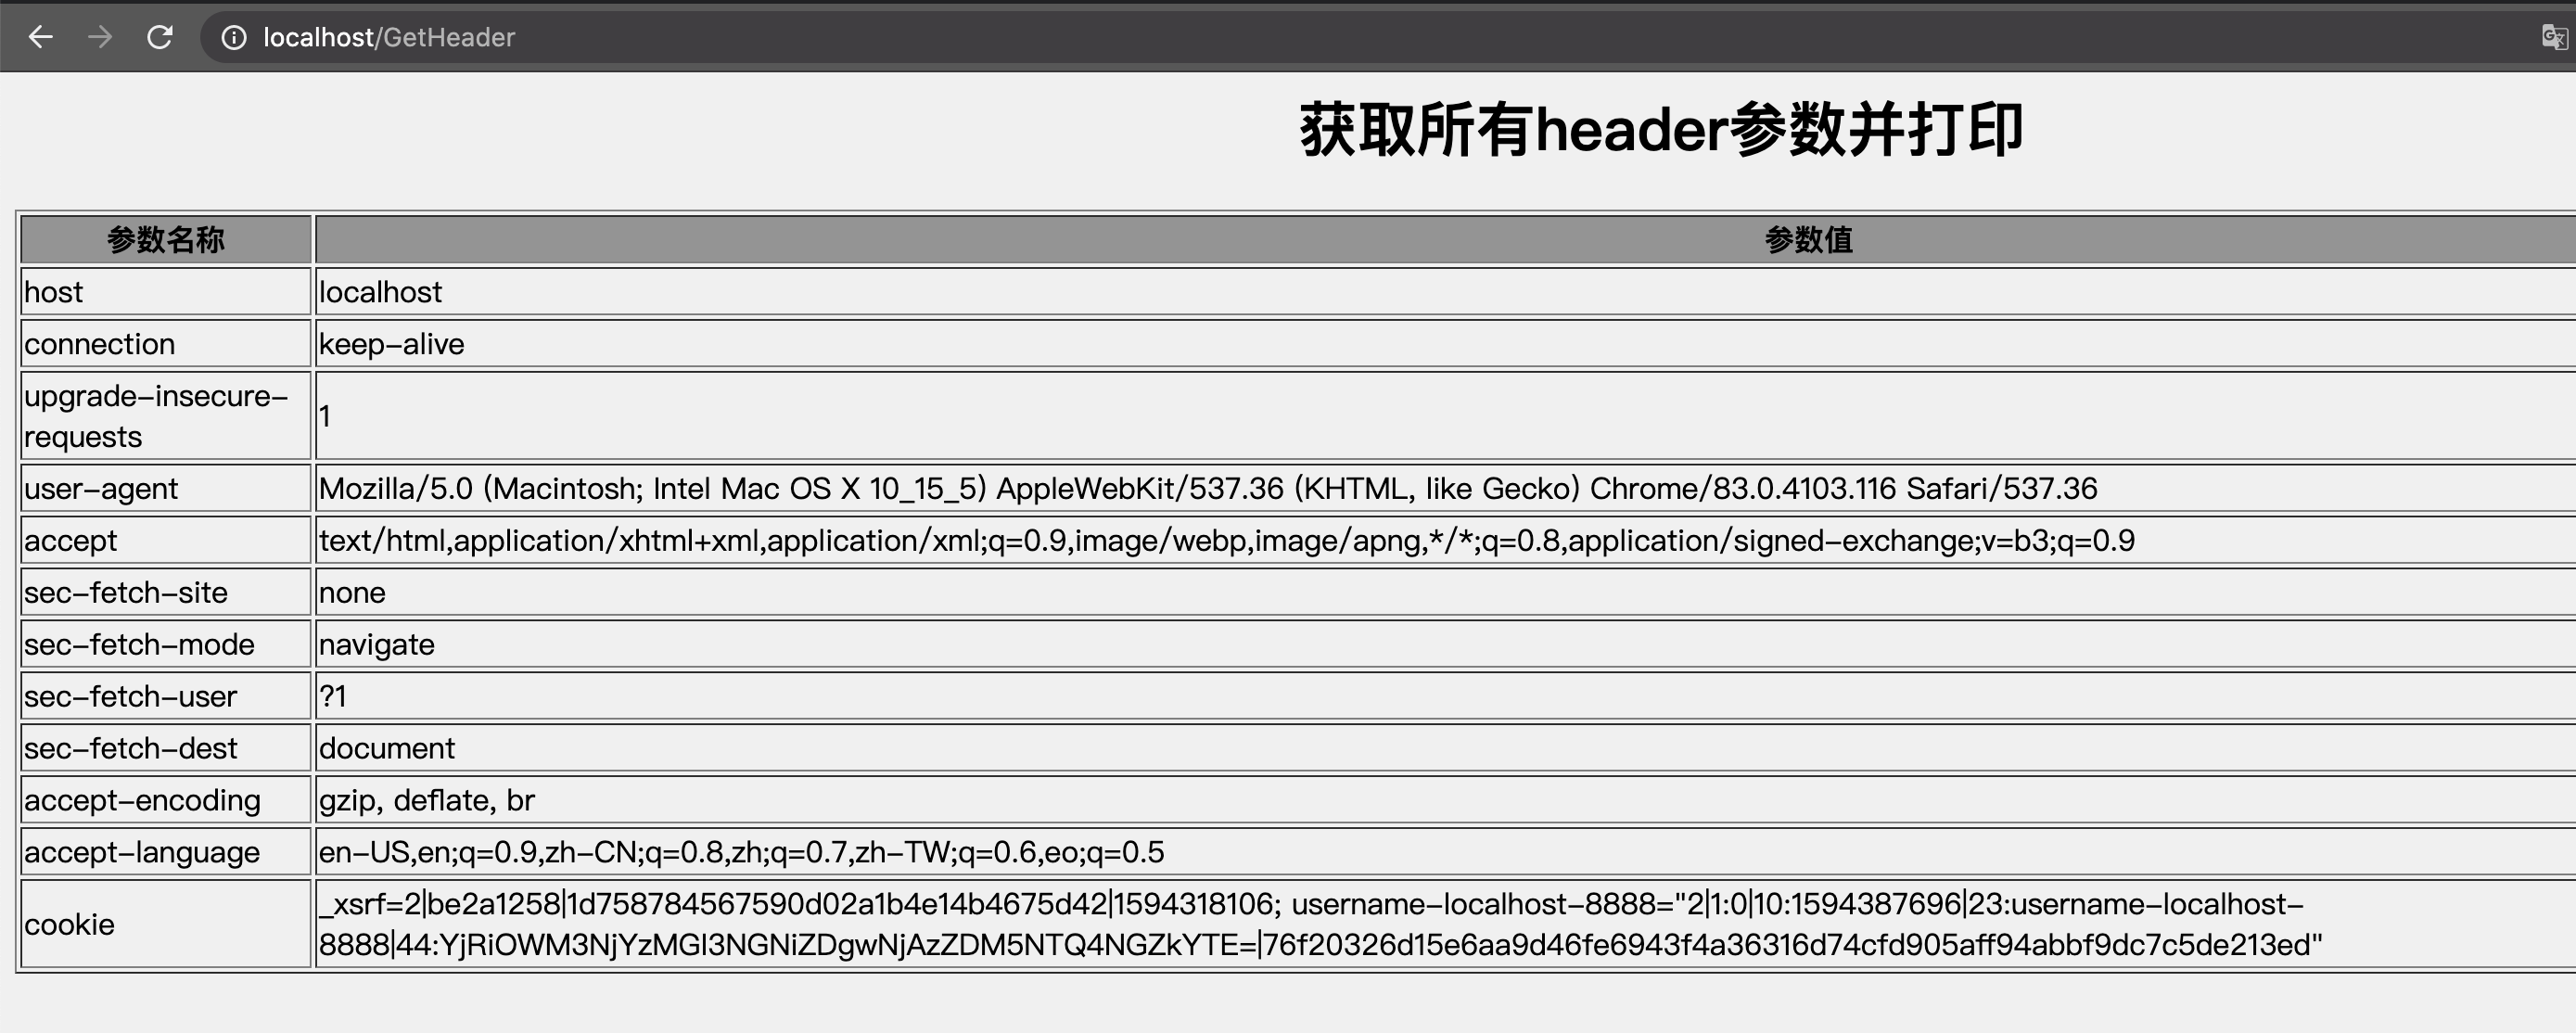 localhost/GetHeader
获取所有header参数并打印
参数名称 参数值
host localhost
connection keep-alive
upgrade-insecure-
requests 1
user-agent Mozilla/5.0 (Macintosh; Intel Mac OS X 10_15_5) AppleWebKit/537.36 (KHTML, like Gecko) Chrome/83.0.4103.116 Safari/537.36
accept text/html,application/xhtml+xml,application/xml;q=0.9,image/webp,image/apng,*/*;q=0.8,application/signed-exchange;v=b3;q=0.9
sec-fetch-site none
sec-fetch-mode navigate
sec-fetch-user ?1
sec-fetch-dest document
accept-encoding gzip, deflate, br
accept-language en-US,en;q=0.9,zh-CN;q=0.8,zh;q=0.7,zh-TW;q=0.6,eo;q=0.5
cookie _xsrf=2|be2a1258|1d758784567590d02a1b4e14b4675d42|1594318106; username-localhost-8888="2|1:0|10:1594387696|23:username-localhost-
8888|44:YjRiOWM3NjYzMGI3NGNiZDgwNjAzZDM5NTQ4NGZkYTE=|76f20326d15e6aa9d46fe6943f4a36316d74cfd905aff94abbf9dc7c5de213ed"